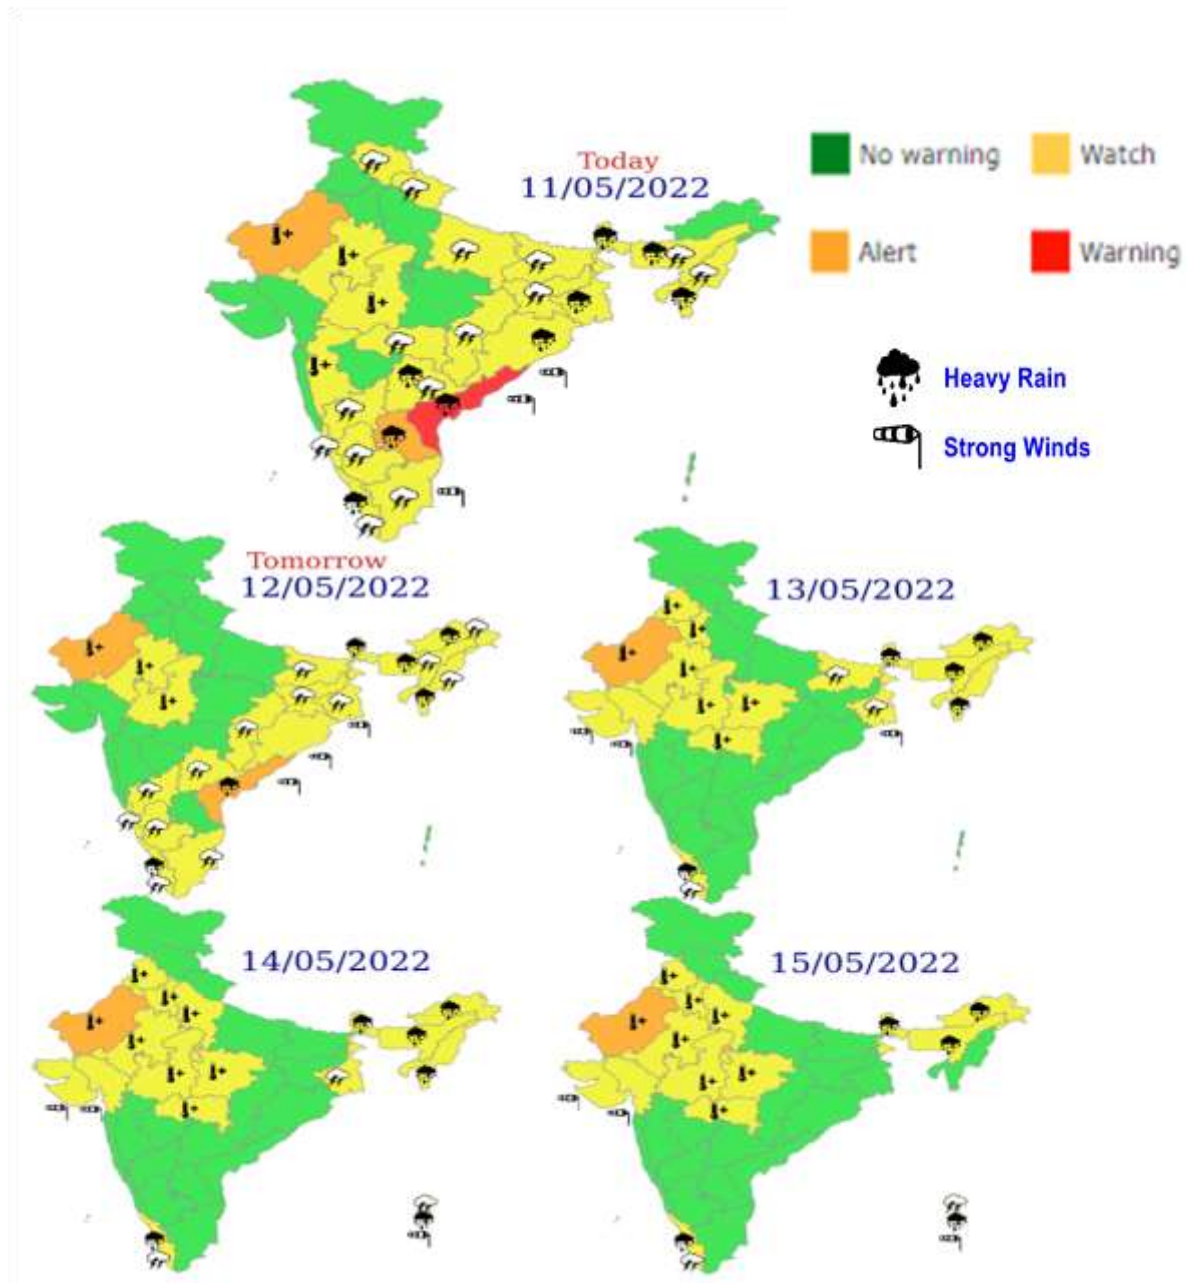 Today
11/05/2022
No warning
Watch
Alert
Warning
Heavy Rain
Strong Winds
Tomorrow
12/05/2022
13/05/2022
14/05/2022
15/05/2022